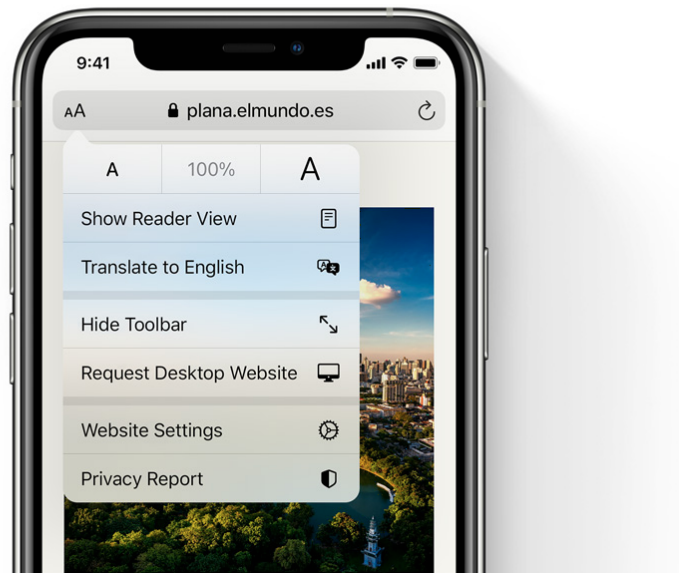 9:41
AA plana.elmundo.es
A 100% A
Show Reader View
Translate to English
Hide Toolbar
Request Desktop Website
Website Settings
Privacy Report